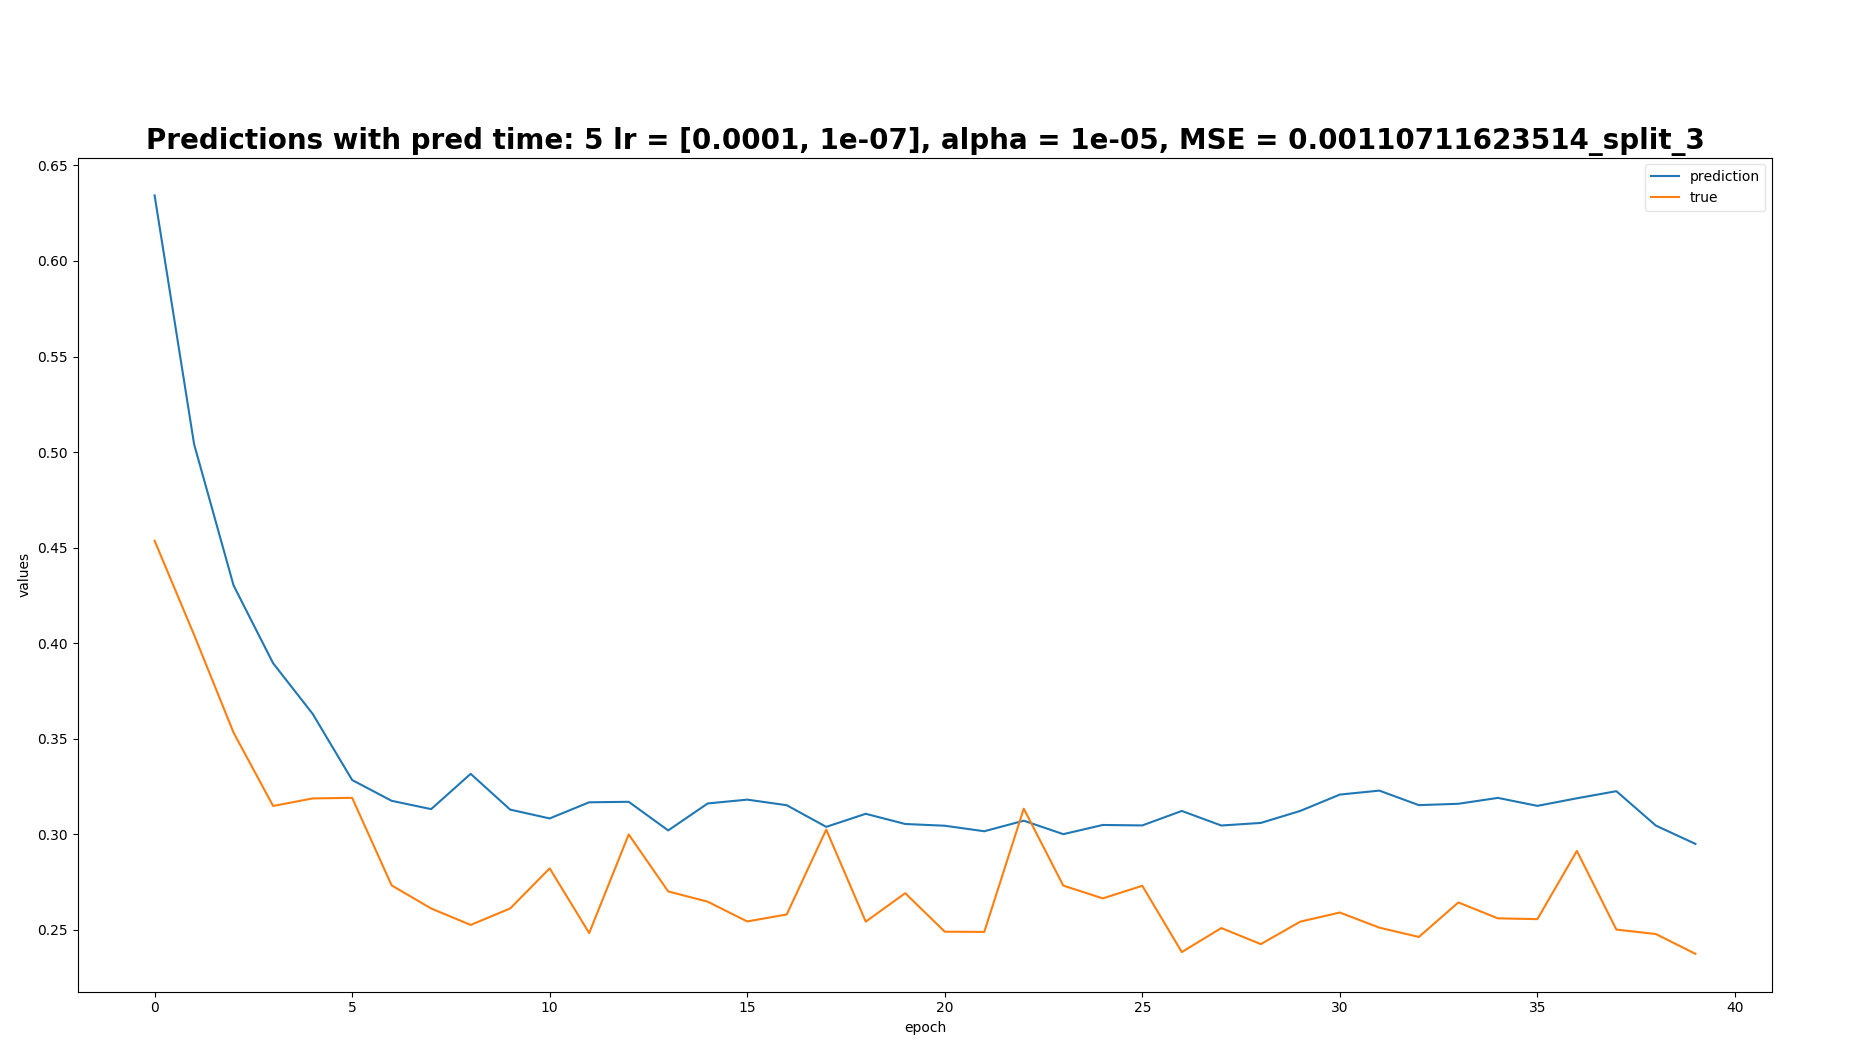 Predictions with pred time: 5 lr = [0.0001, 1e-07], alpha = 1e-05, MSE = 0.00110711623514_split_3
prediction
true
values
0.65
0.60
0.55
0.50
0.45
0.40
0.35
0.30
0.25
0 5 10 15 20 25 30 35 40
epoch